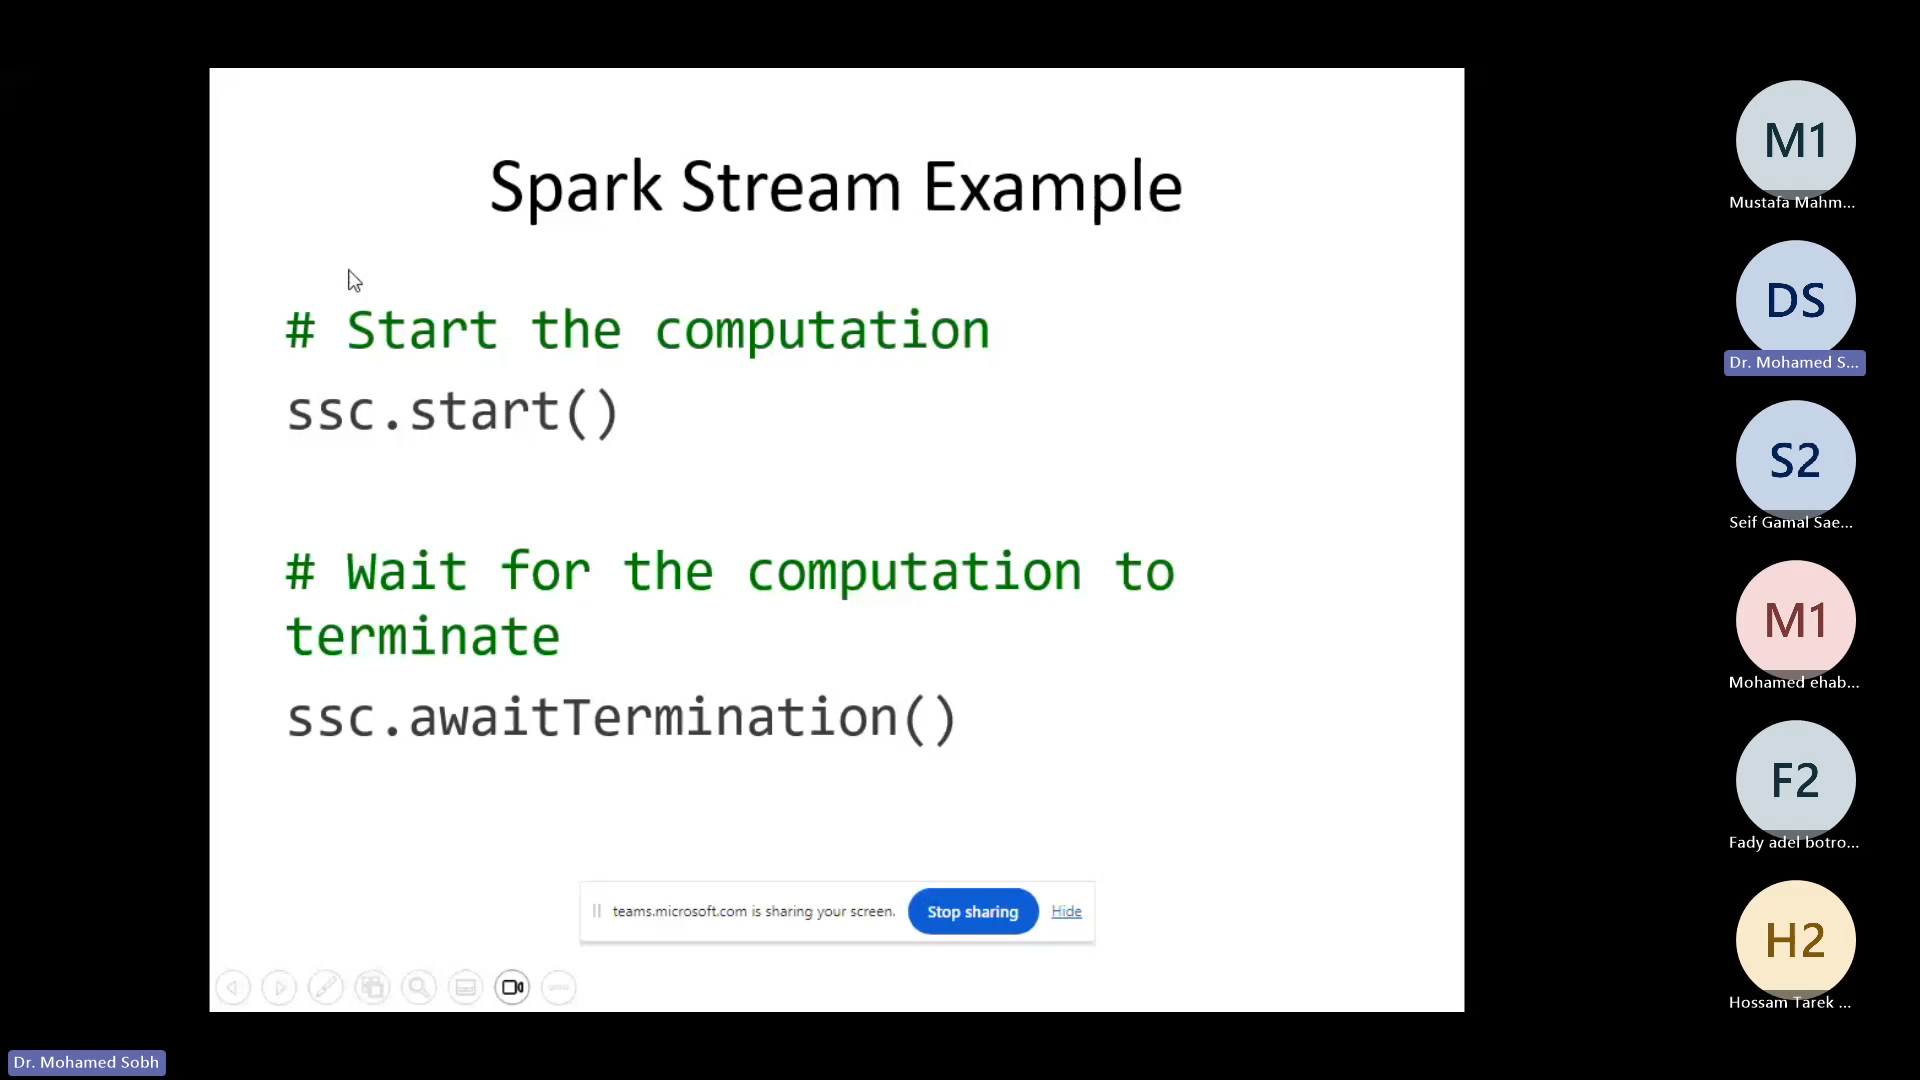 Spark Stream Example
# Start the computation
ssc.start()
# Wait for the computation to
terminate
ssc.awaitTermination()
teams.microsoft.com is sharing your screen.
Stop sharing
Hide
M1
Mustafa Mahm...
DS
Dr. Mohamed S...
S2
Seif Gamal Sae...
M1
Mohamed ehab...
F2
Fady adel botro...
H2
Hossam Tarek ...
Dr. Mohamed Sobh